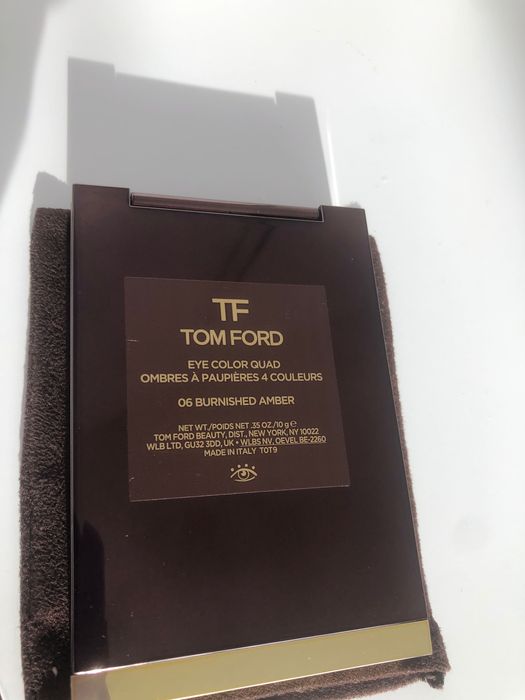 TF
TOM FORD
EYE COLOR QUAD
OMBRES À PAUPIÈRES 4 COULEURS
06 BURNISHED AMBER
NET WT./POIDS NET .35 OZ./10 g ℮
TOM FORD BEAUTY, DIST., NEW YORK, NY 10022
WLB LTD, GU32 3DD, UK • WLBS NV, OEVEL BE-2260
MADE IN ITALY T0T9